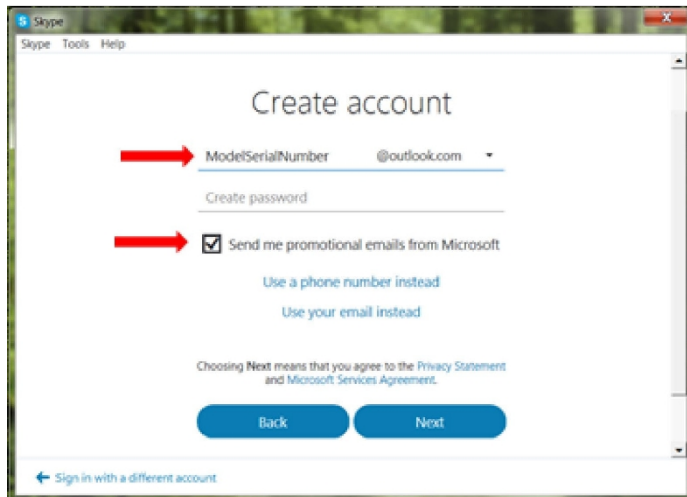 Skype
Skype Tools Help
Create account
ModelSerialNumber @outlook.com
Create password
Send me promotional emails from Microsoft
Use a phone number instead
Use your email instead
Choosing Next means that you agree to the Privacy Statement
and Microsoft Services Agreement.
Back Next
Sign in with a different account